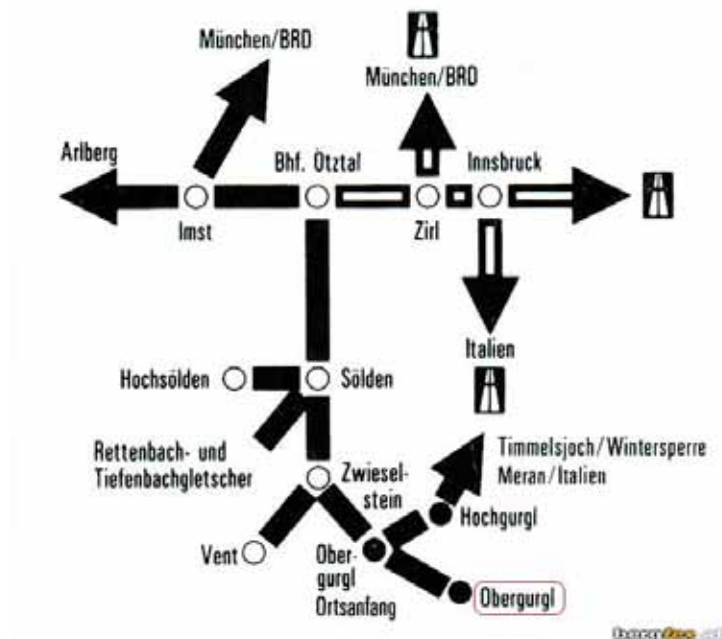 München/BRD
München/BRD
Arlberg
Bhf. Ötztal
Innsbruck
Imst
Zirl
Italien
Hochsölden
Sölden
Rettenbach- und
Tiefenbachgletscher
Timmelsjoch/Wintersperre
Meran/Italien
Zwiesel-
stein
Hochgurgl
Vent
Ober-
gurgl
Ortsanfang
Obergurgl